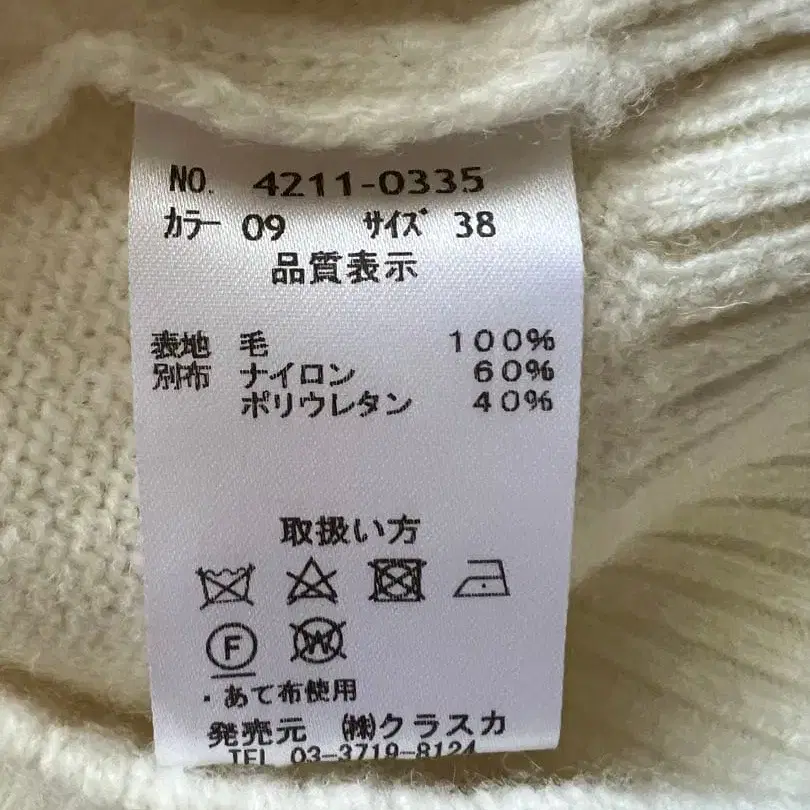 NO. 4211-0335
カラー 09 サイズ 38
品質表示
表地 毛 100%
別布 ナイロン 60%
ポリウレタン 40%
取扱い方
F W
・あて布使用
発売元 ㈱クラスカ
TEL 03-3719-8124